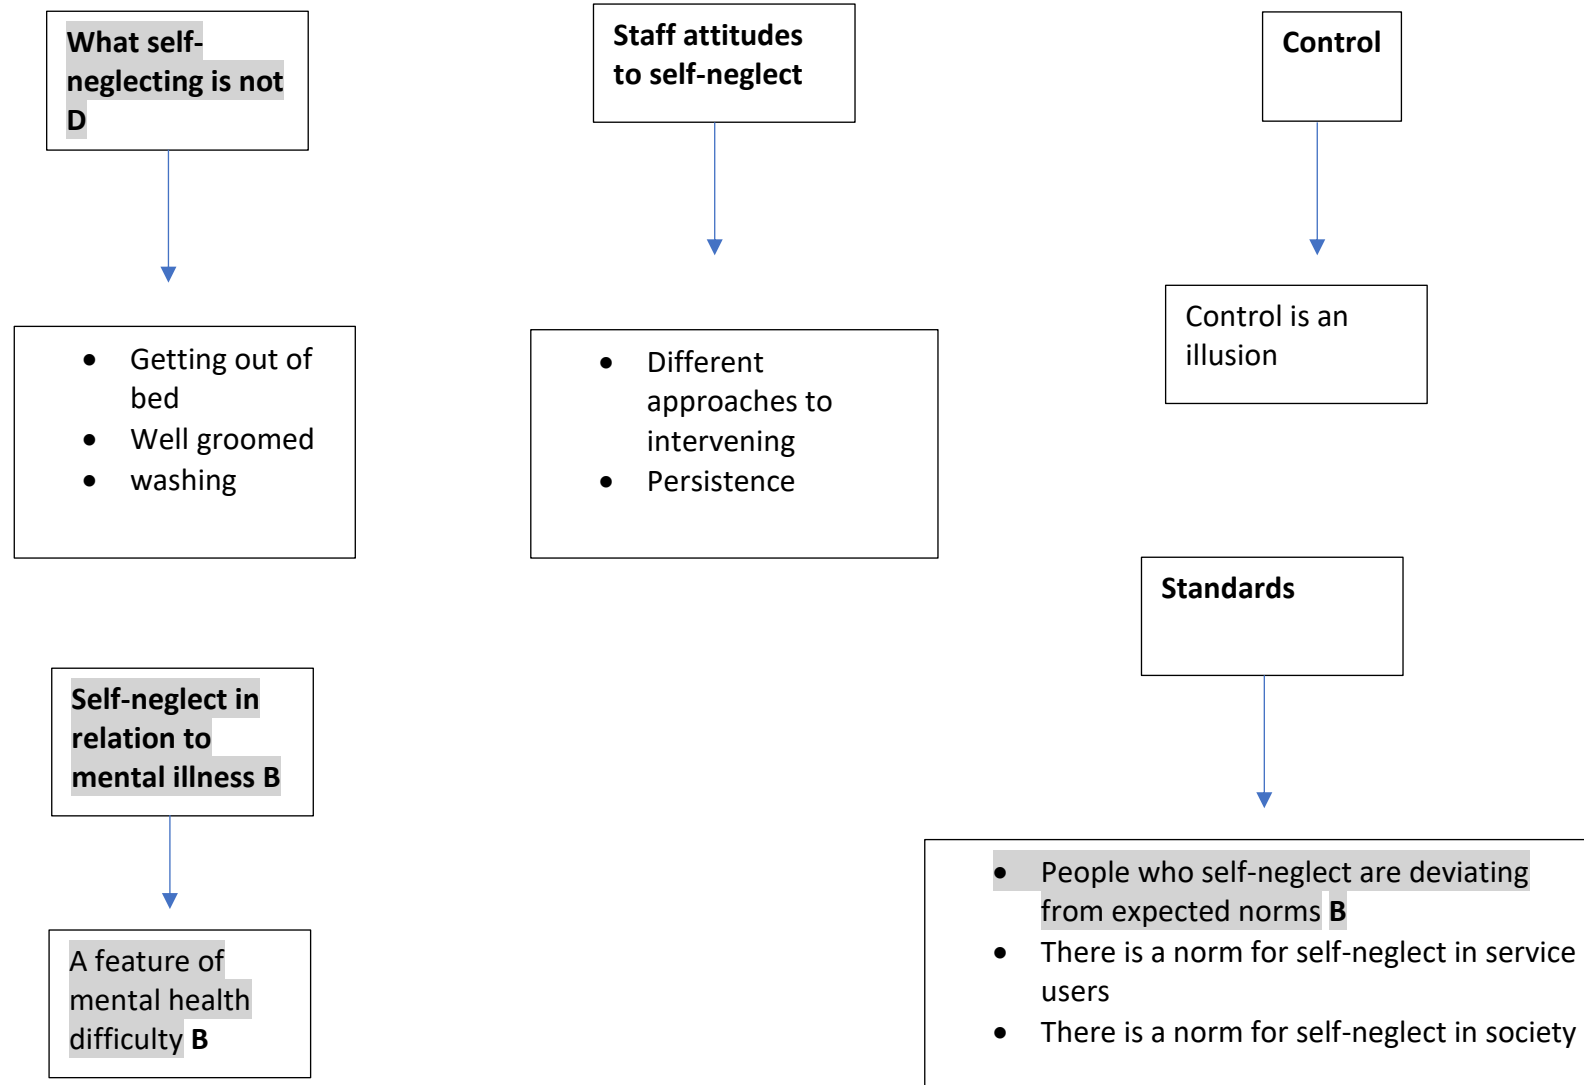 What self-
neglecting is not
D
Staff attitudes
to self-neglect
Control
• Getting out of
bed
• Well groomed
• washing
• Different
approaches to
intervening
• Persistence
Control is an
illusion
Standards
Self-neglect in
relation to
mental illness B
A feature of
mental health
difficulty B
• People who self-neglect are deviating
from expected norms B
• There is a norm for self-neglect in service
users
• There is a norm for self-neglect in society